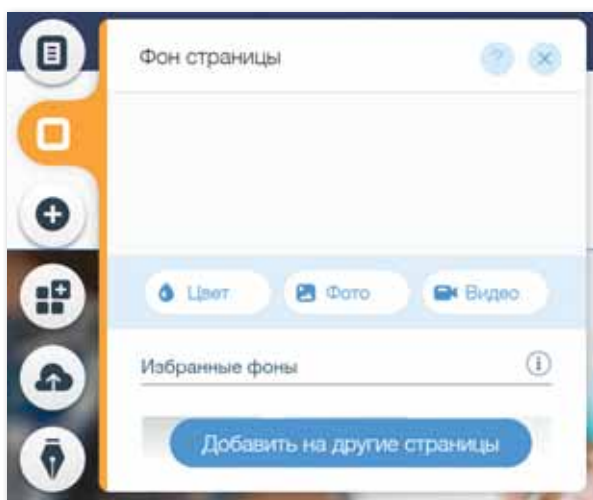 Фон страницы
Цвет Фото Видео
Избранные фоны
Добавить на другие страницы